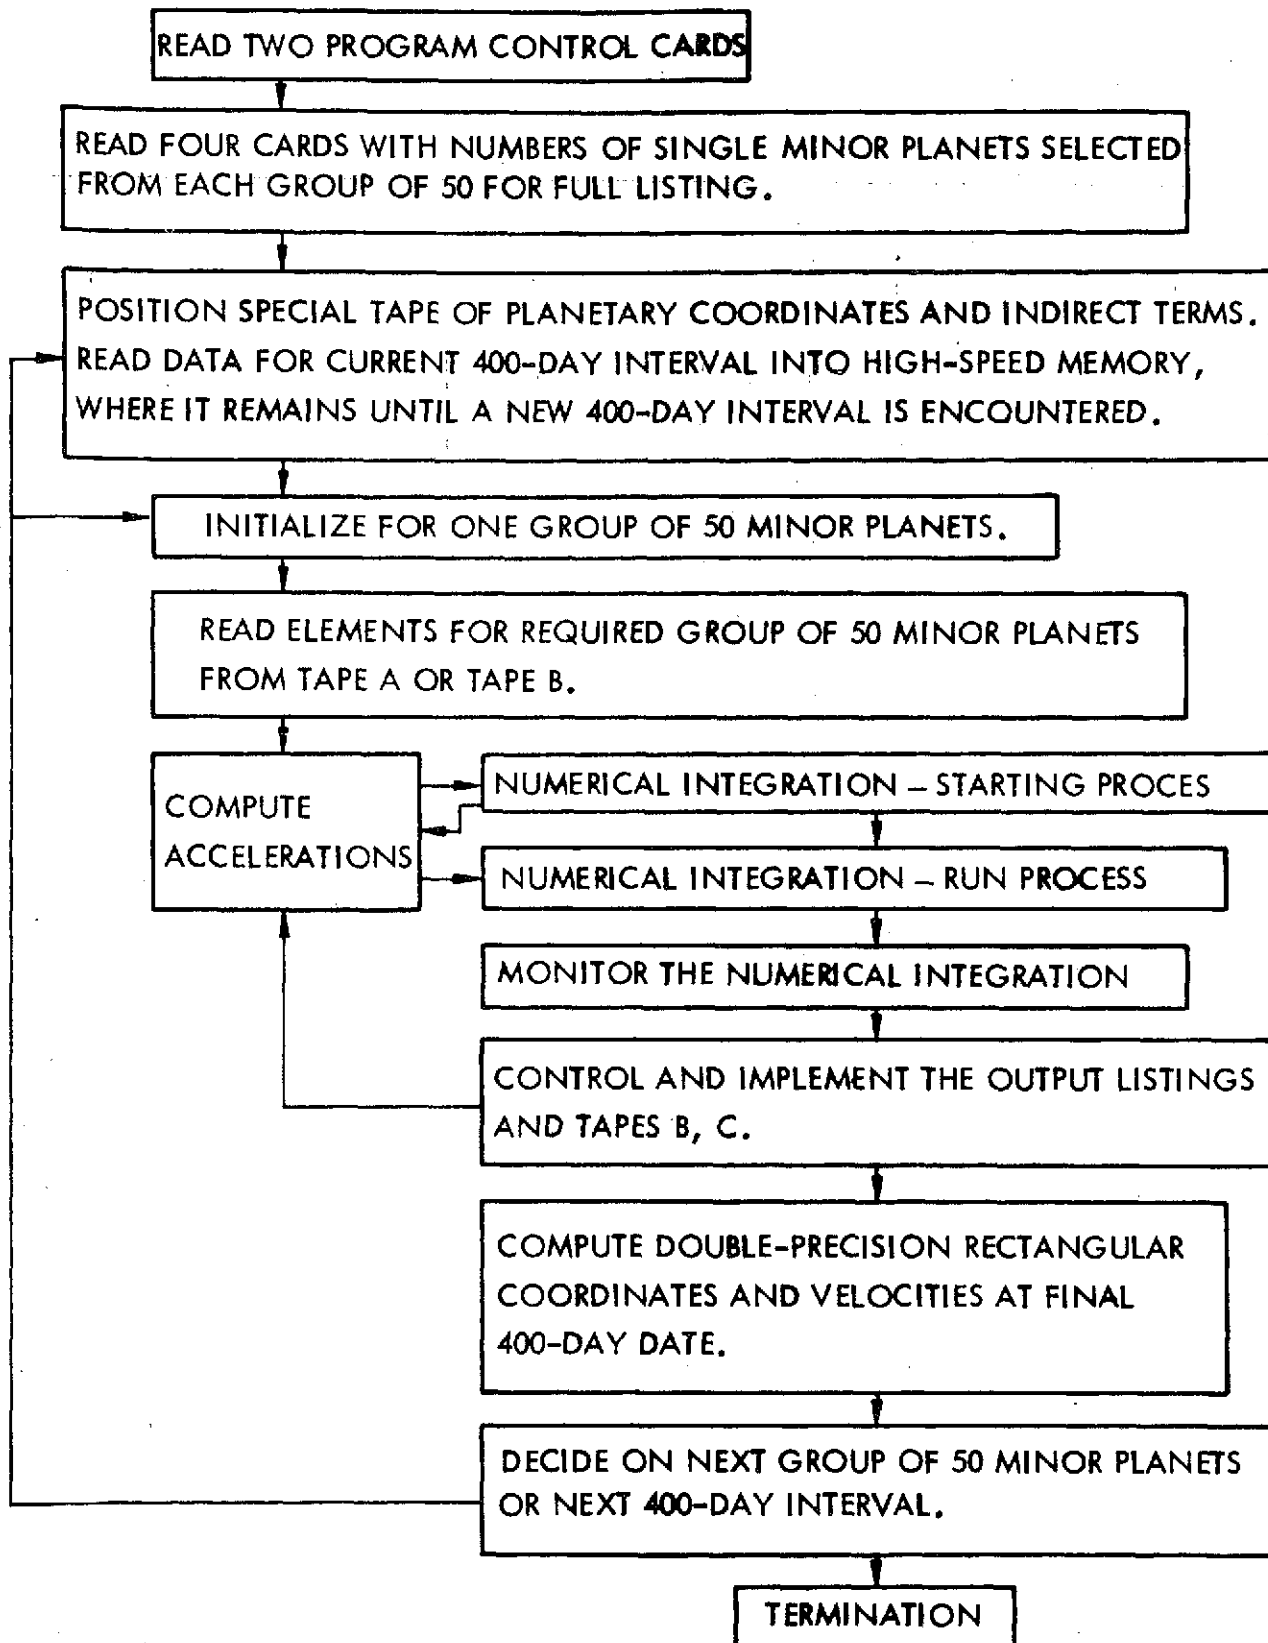 READ TWO PROGRAM CONTROL CARDS
READ FOUR CARDS WITH NUMBERS OF SINGLE MINOR PLANETS SELECTED
FROM EACH GROUP OF 50 FOR FULL LISTING.
POSITION SPECIAL TAPE OF PLANETARY COORDINATES AND INDIRECT TERMS.
READ DATA FOR CURRENT 400-DAY INTERVAL INTO HIGH-SPEED MEMORY,
WHERE IT REMAINS UNTIL A NEW 400-DAY INTERVAL IS ENCOUNTERED.
INITIALIZE FOR ONE GROUP OF 50 MINOR PLANETS.
READ ELEMENTS FOR REQUIRED GROUP OF 50 MINOR PLANETS
FROM TAPE A OR TAPE B.
COMPUTE
ACCELERATIONS
NUMERICAL INTEGRATION – STARTING PROCES
NUMERICAL INTEGRATION – RUN PROCESS
MONITOR THE NUMERICAL INTEGRATION
CONTROL AND IMPLEMENT THE OUTPUT LISTINGS
AND TAPES B, C.
COMPUTE DOUBLE-PRECISION RECTANGULAR
COORDINATES AND VELOCITIES AT FINAL
400-DAY DATE.
DECIDE ON NEXT GROUP OF 50 MINOR PLANETS
OR NEXT 400-DAY INTERVAL.
TERMINATION